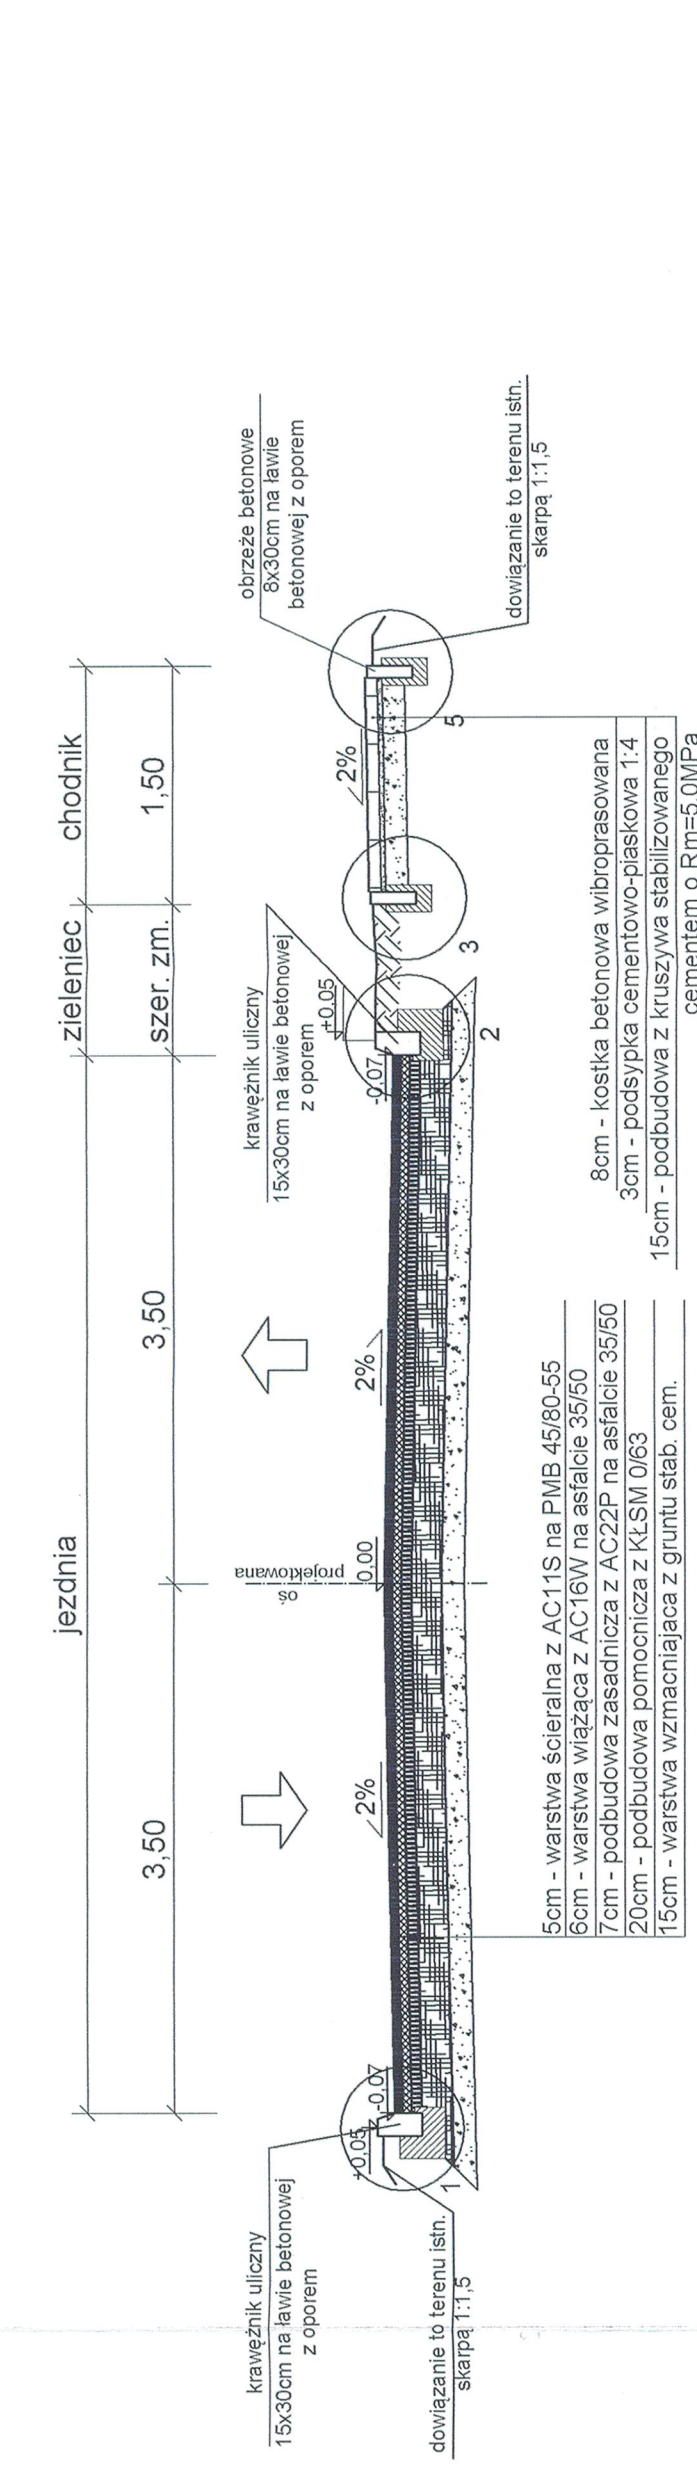 jezdnia
zieleniec
chodnik
3,50
3,50
szer. zm.
1,50
krawężnik uliczny
15x30cm na ławie betonowej
z oporem
krawężnik uliczny
15x30cm na ławie betonowej
z oporem
obrzeże betonowe
8x30cm na ławie
betonowej z oporem
oś
projektowana
+0,05
-0,07
2%
0,00
2%
-0,07
+0,05
2%
1
2
3
5
dowiązanie to terenu istn.
skarpą 1:1,5
dowiązanie to terenu istn.
skarpą 1:1,5
5cm - warstwa ścieralna z AC11S na PMB 45/80-55
6cm - warstwa wiążąca z AC16W na asfalcie 35/50
7cm - podbudowa zasadnicza z AC22P na asfalcie 35/50
20cm - podbudowa pomocnicza z KŁSM 0/63
15cm - warstwa wzmacniajaca z gruntu stab. cem.
8cm - kostka betonowa wibroprasowana
3cm - podsypka cementowo-piaskowa 1:4
15cm - podbudowa z kruszywa stabilizowanego
cementem o Rm=5,0MPa